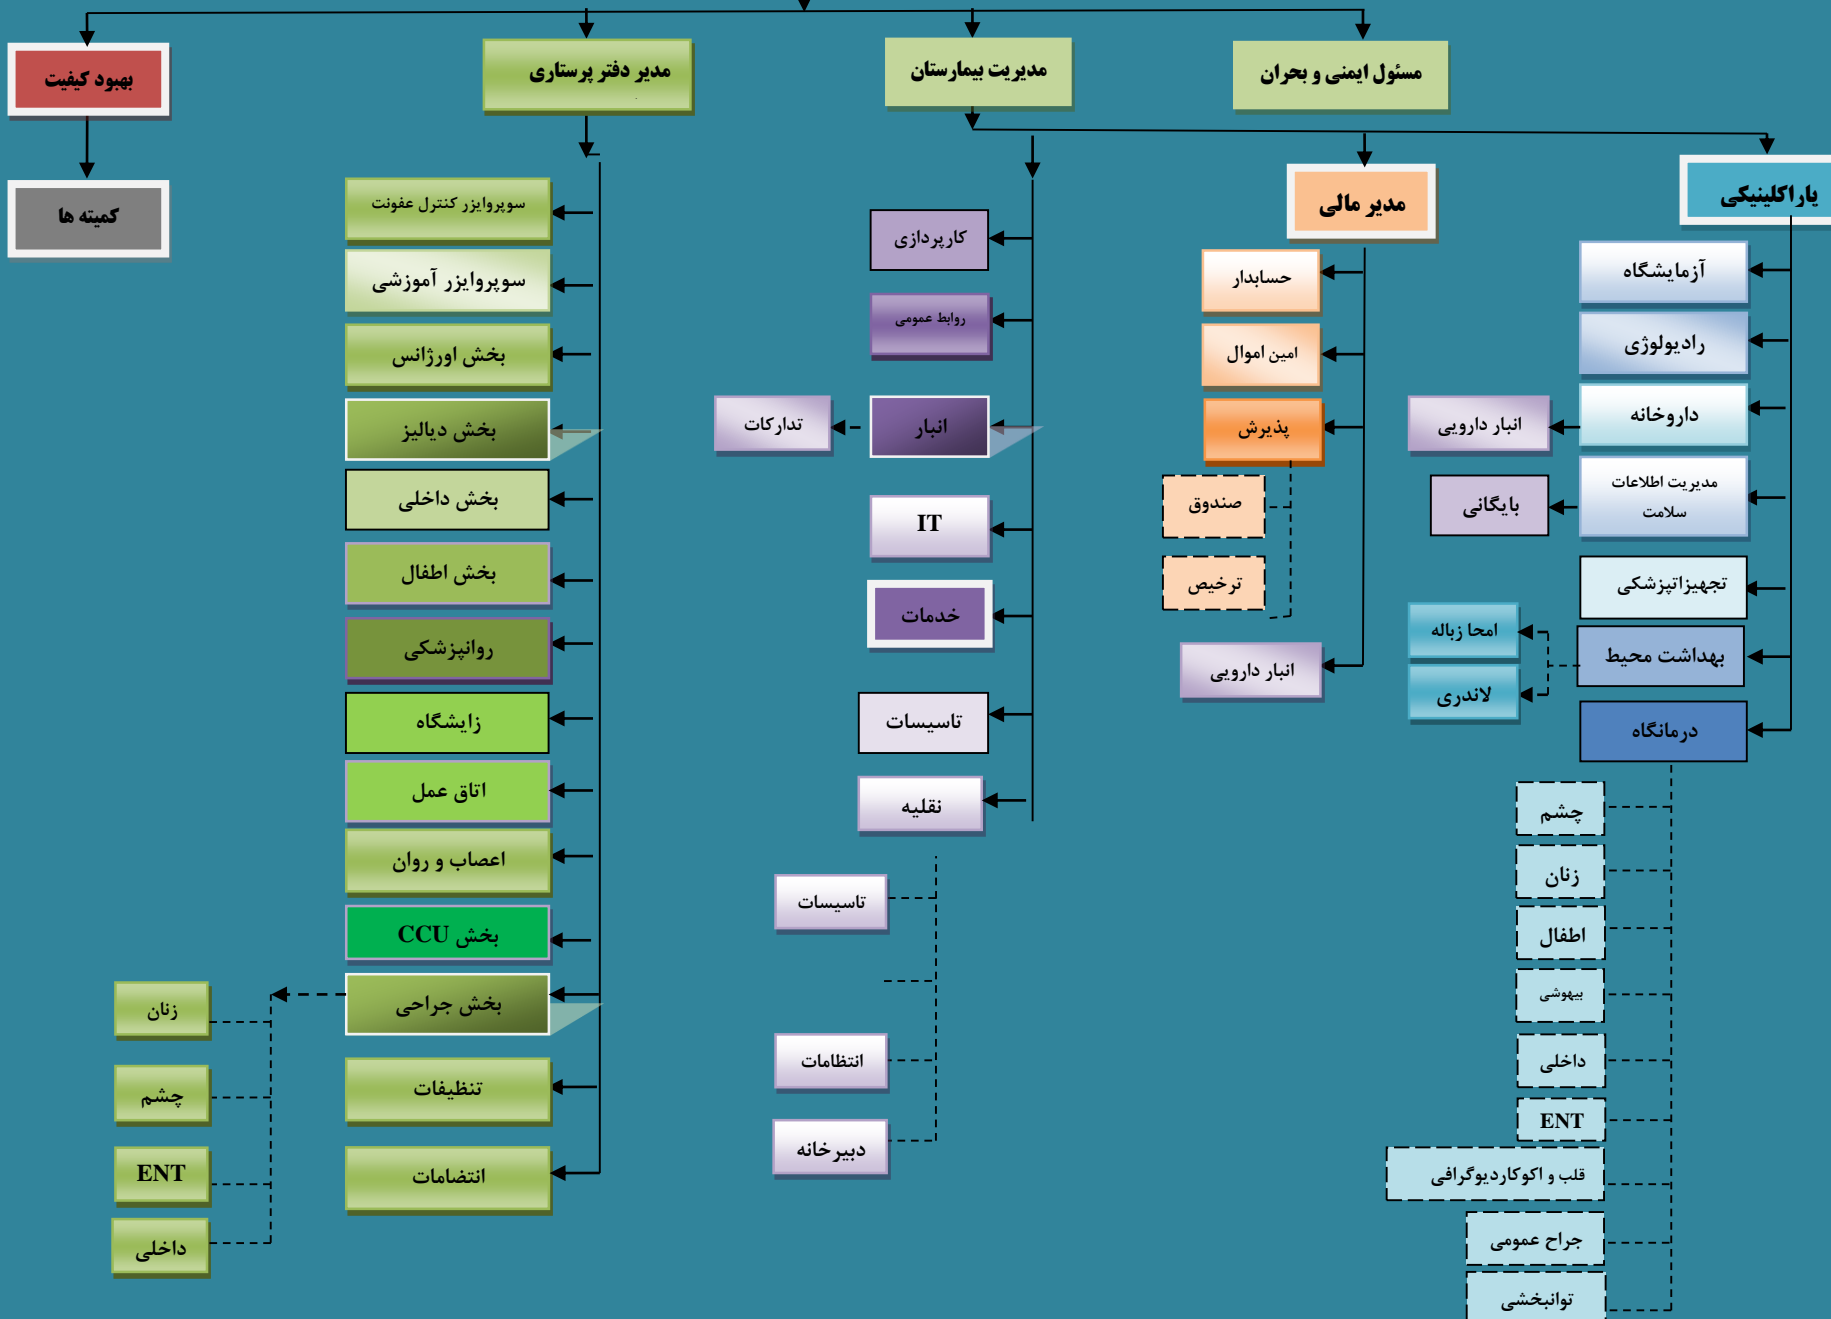 مسئول ایمنی و بحران
مدیریت بیمارستان
مدیر دفتر پرستاری
بهبود کیفیت
کمیته ها
پاراکلینیکی
آزمایشگاه
رادیولوژی
داروخانه
انبار دارویی
مدیریت اطلاعات
سلامت
بایگانی
تجهیزاتپزشکی
بهداشت محیط
امحا زباله
لاندری
درمانگاه
چشم
زنان
اطفال
بیهوشی
داخلی
ENT
قلب و اکوکاردیوگرافی
جراح عمومی
توانبخشی
مدیر مالی
حسابدار
امین اموال
پذیرش
صندوق
ترخیص
انبار دارویی
کارپردازی
روابط عمومی
انبار
تدارکات
IT
خدمات
تاسیسات
نقلیه
تاسیسات
انتظامات
دبیرخانه
سوپروایزر کنترل عفونت
سوپروایزر آموزشی
بخش اورژانس
بخش دیالیز
بخش داخلی
بخش اطفال
روانپزشکی
زایشگاه
اتاق عمل
اعصاب و روان
بخش CCU
بخش جراحی
زنان
چشم
ENT
داخلی
تنظیفات
انتضامات